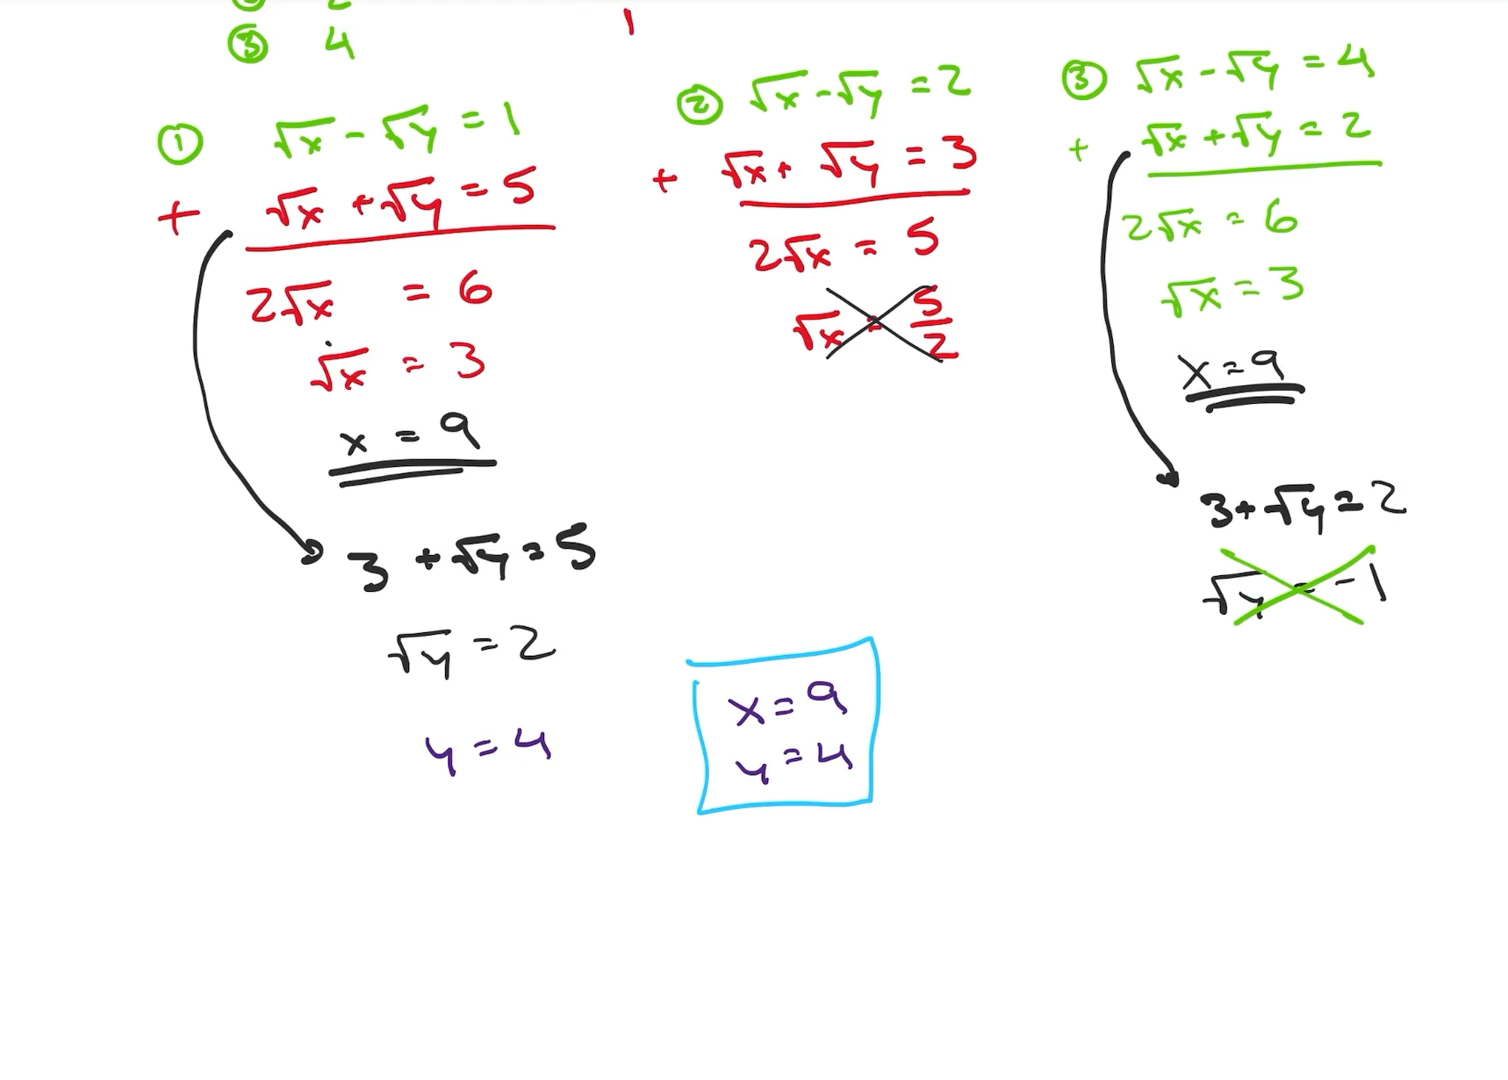 ③ 4
① √x - √y = 1
+ √x + √y = 5
2√x = 6
√x = 3
x = 9
3 + √y = 5
√y = 2
y = 4
② √x - √y = 2
+ √x + √y = 3
2√x = 5
√x = 5/2
x = 9
y = 4
③ √x - √y = 4
+ √x + √y = 2
2√x = 6
√x = 3
x = 9
3 + √y = 2
√y = -1